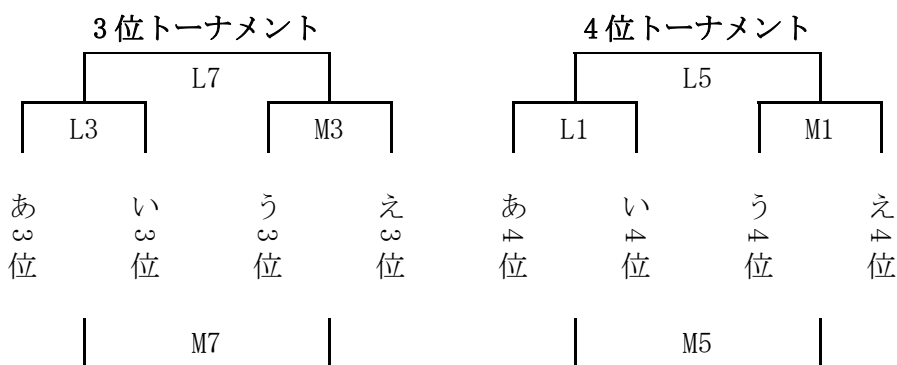 3位トーナメント 4位トーナメント
L7 L5
L3 M3 L1 M1
あ3位 い3位 う3位 え3位 あ4位 い4位 う4位 え4位
M7 M5